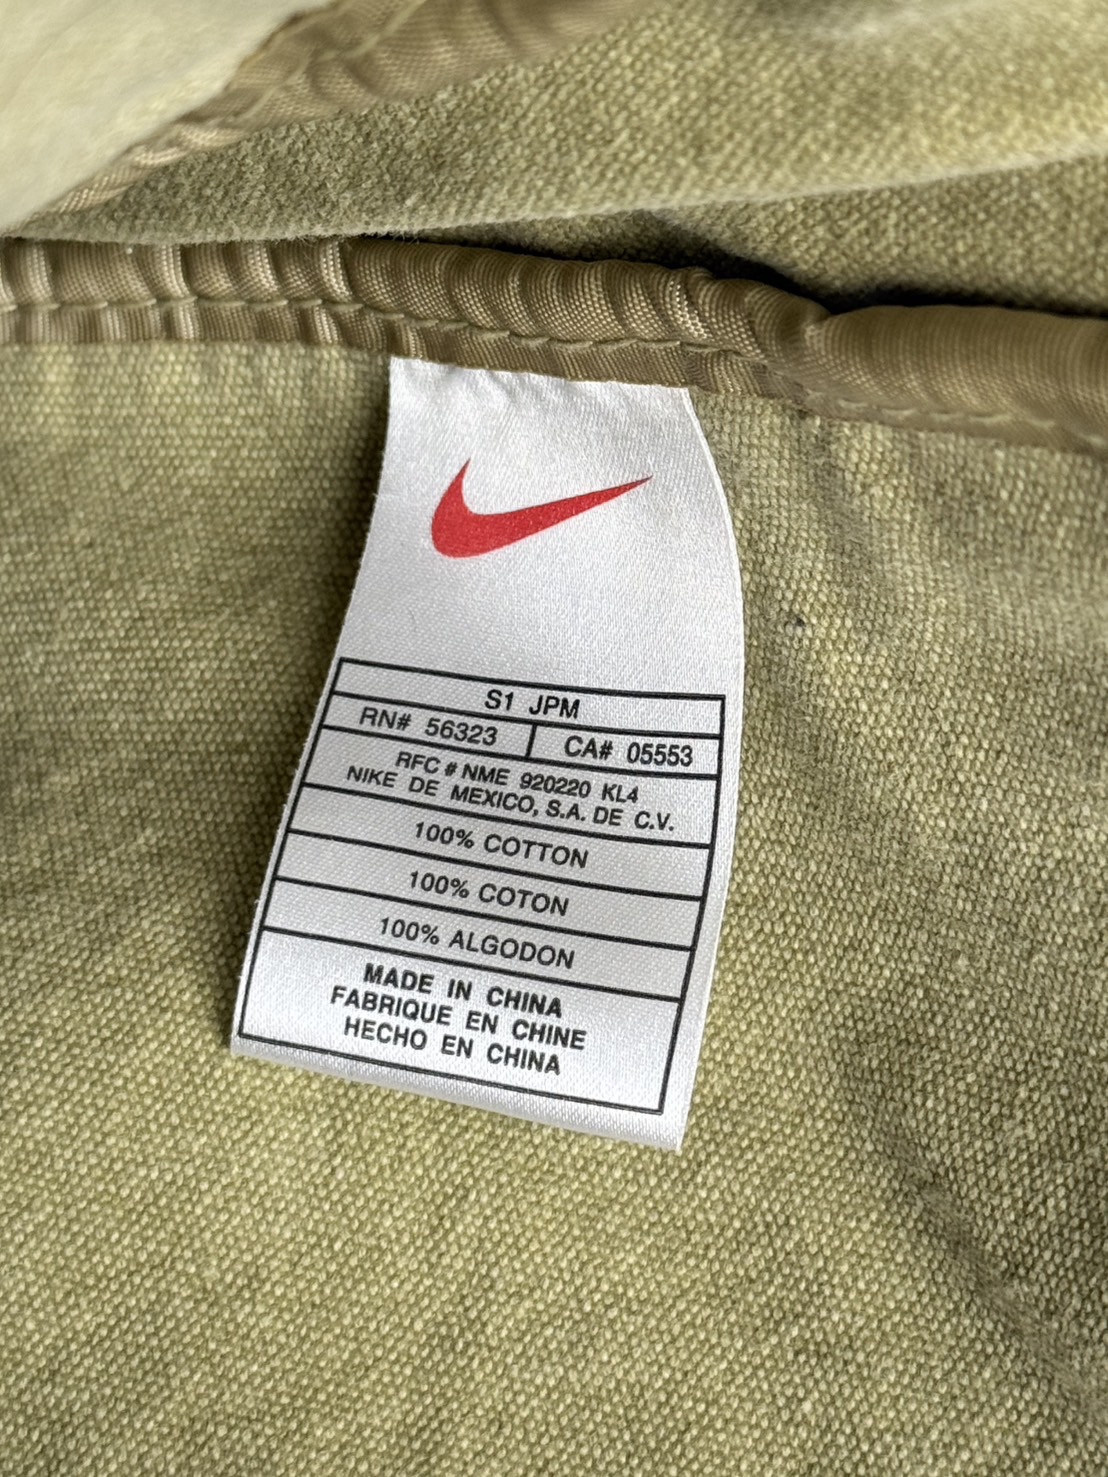 S1 JPM
RN# 56323 CA# 05553
RFC # NME 920220 KL4
NIKE DE MEXICO, S.A. DE C.V.
100% COTTON
100% COTON
100% ALGODON
MADE IN CHINA
FABRIQUE EN CHINE
HECHO EN CHINA